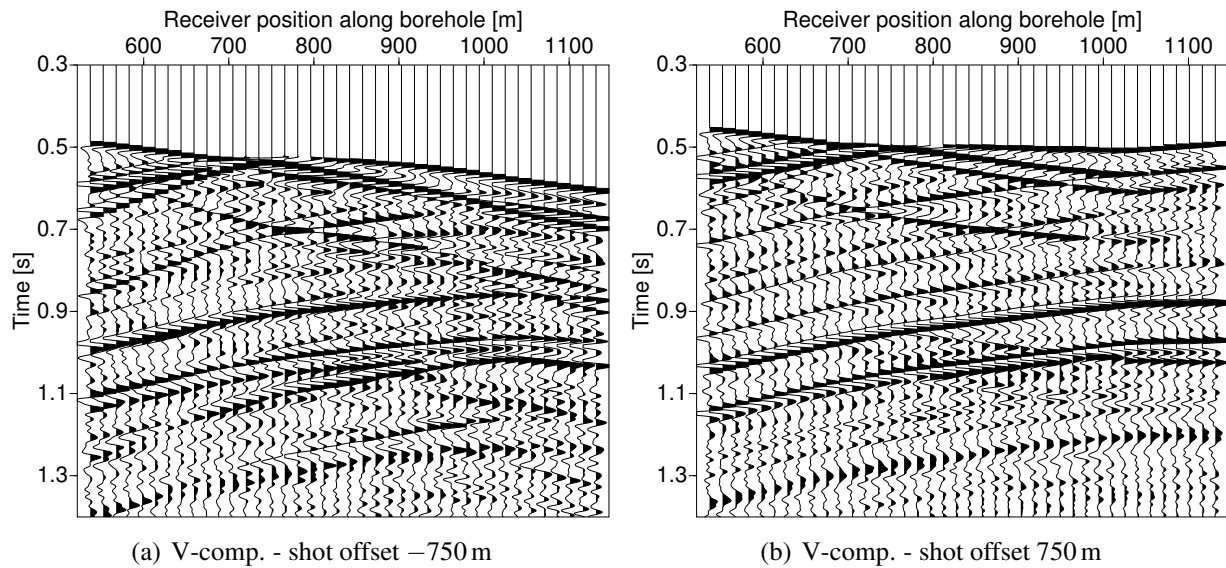 Receiver position along borehole [m]
600 700 800 900 1000 1100
0.3
0.5
0.7
0.9
1.1
1.3
Time [s]
(a) V-comp. - shot offset −750 m
Receiver position along borehole [m]
600 700 800 900 1000 1100
0.3
0.5
0.7
0.9
1.1
1.3
Time [s]
(b) V-comp. - shot offset 750 m